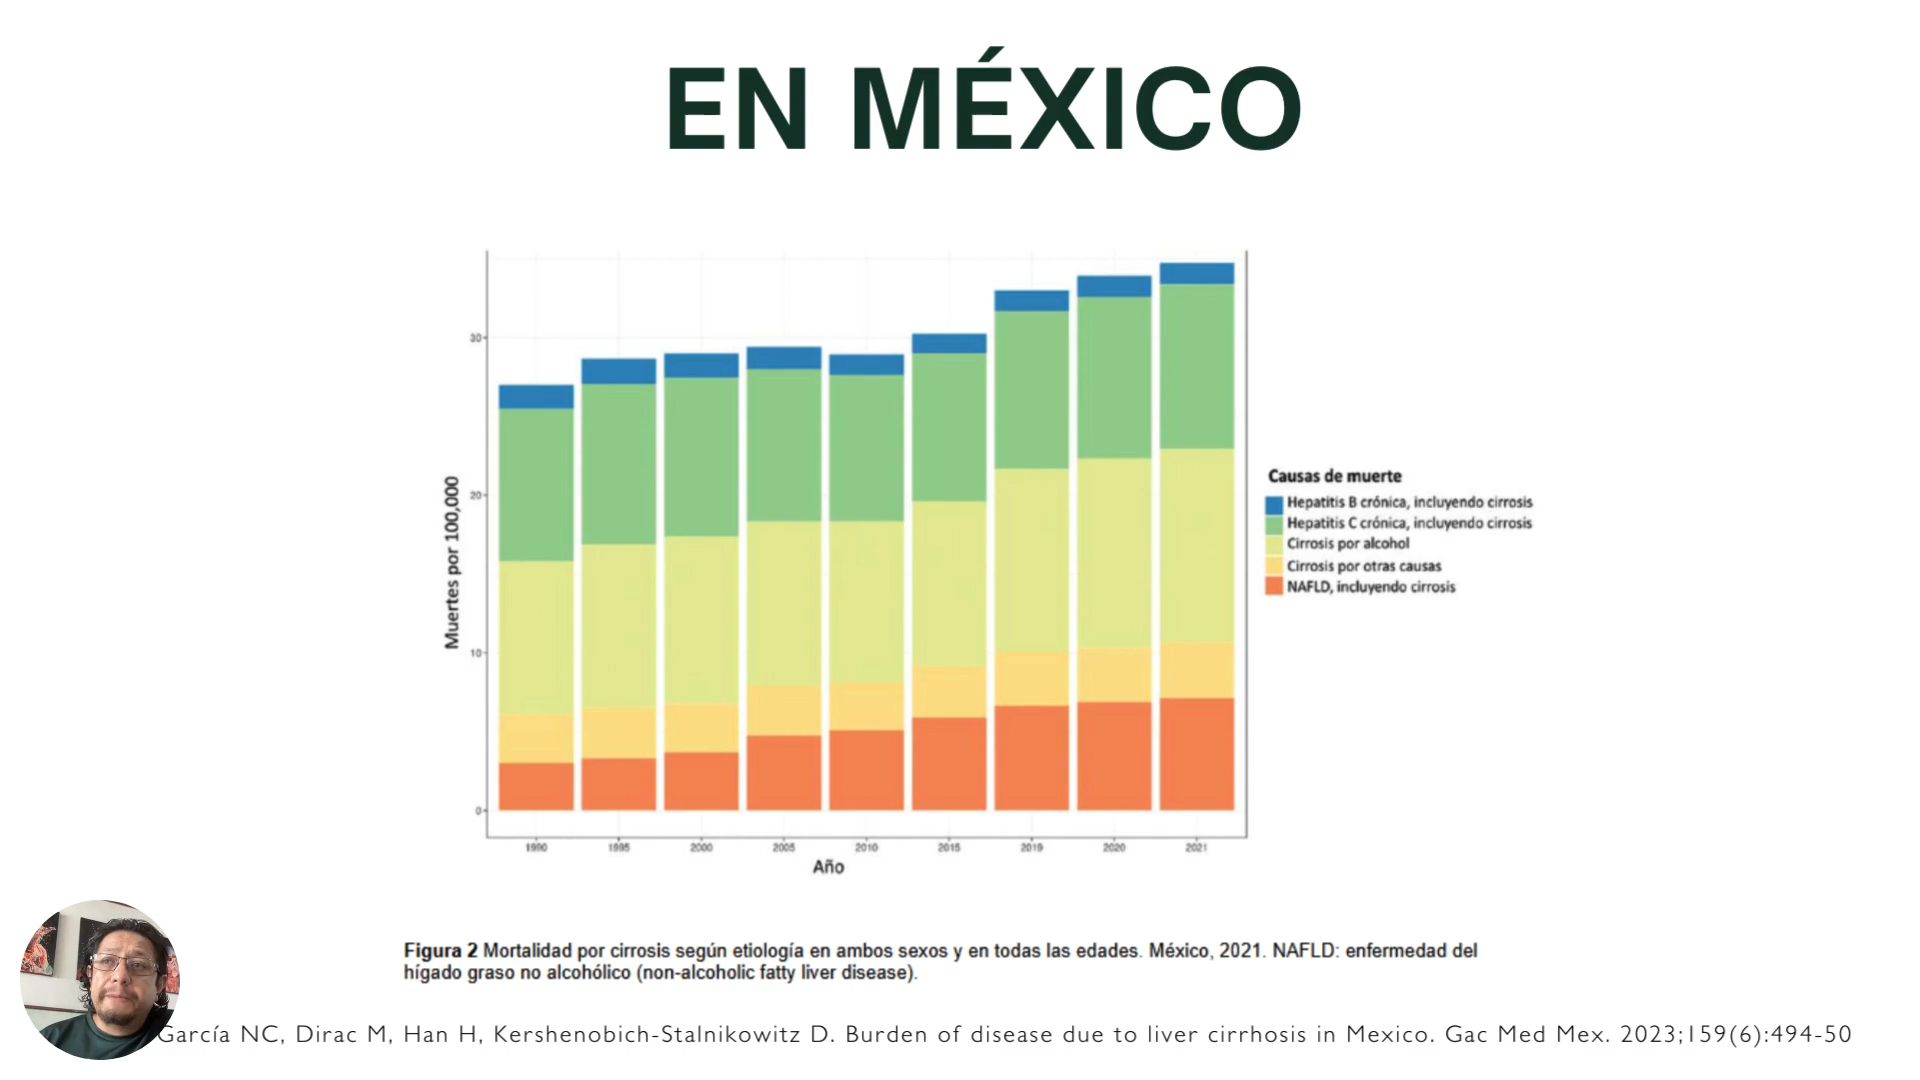 EN MÉXICO
30
20
10
0
Muertes por 100,000
1990
1995
2000
2005
2010
2015
2019
2020
2021
Año
Causas de muerte
Hepatitis B crónica, incluyendo cirrosis
Hepatitis C crónica, incluyendo cirrosis
Cirrosis por alcohol
Cirrosis por otras causas
NAFLD, incluyendo cirrosis
Figura 2 Mortalidad por cirrosis según etiología en ambos sexos y en todas las edades. México, 2021. NAFLD: enfermedad del
hígado graso no alcohólico (non-alcoholic fatty liver disease).
García NC, Dirac M, Han H, Kershenobich-Stalnikowitz D. Burden of disease due to liver cirrhosis in Mexico. Gac Med Mex. 2023;159(6):494-50